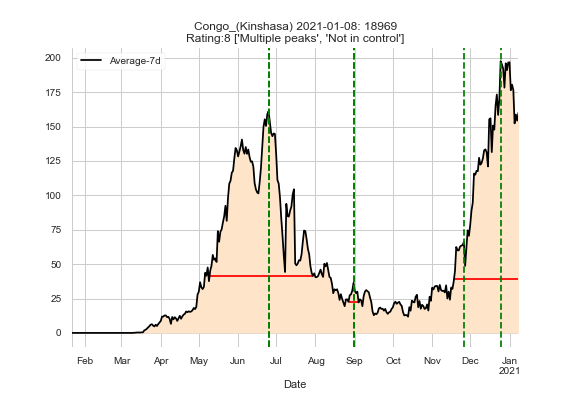 Congo_(Kinshasa) 2021-01-08: 18969
Rating:8 ['Multiple peaks', 'Not in control']
Average-7d
200
175
150
125
100
75
50
25
0
Feb Mar Apr May Jun Jul Aug Sep Oct Nov Dec Jan
2021
Date